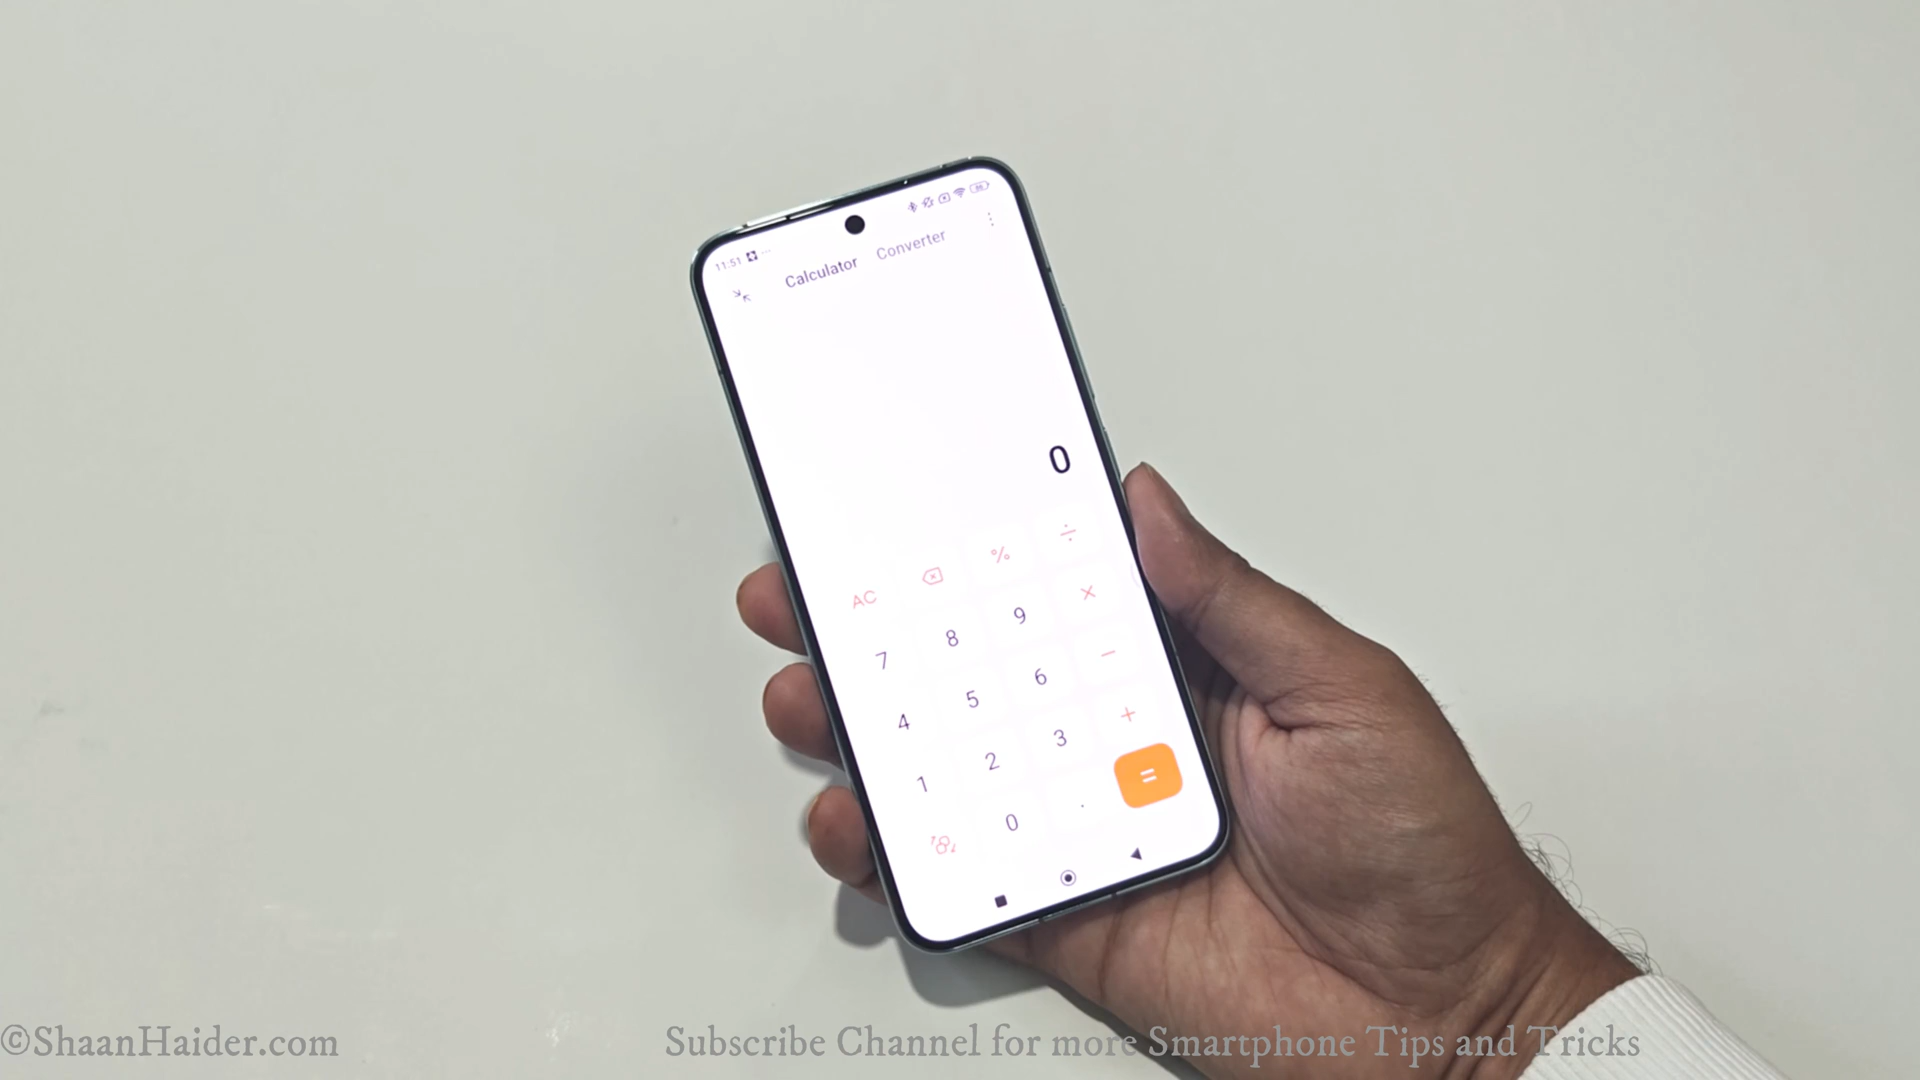 11:51
Calculator Converter
0
AC % ÷
7 8 9 ×
4 5 6 −
1 2 3 +
0 . =
©ShaanHaider.com
Subscribe Channel for more Smartphone Tips and Tricks